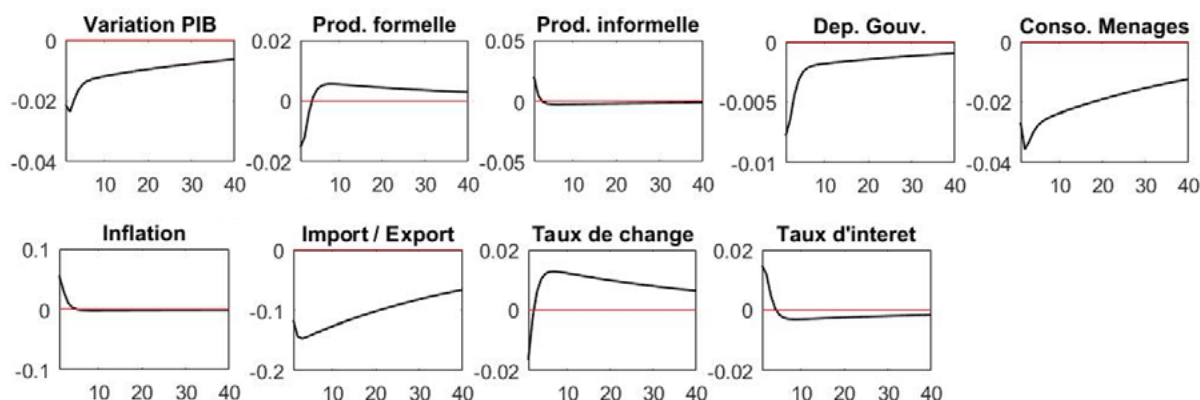 Variation PIB
0
-0.02
-0.04
10 20 30 40
Prod. formelle
0.02
0
-0.02
10 20 30 40
Prod. informelle
0.05
0
-0.05
10 20 30 40
Dep. Gouv.
0
-0.005
-0.01
10 20 30 40
Conso. Menages
0
-0.02
-0.04
10 20 30 40
Inflation
0.1
0
-0.1
10 20 30 40
Import / Export
0
-0.1
-0.2
10 20 30 40
Taux de change
0.02
0
-0.02
10 20 30 40
Taux d'interet
0.02
0
-0.02
10 20 30 40